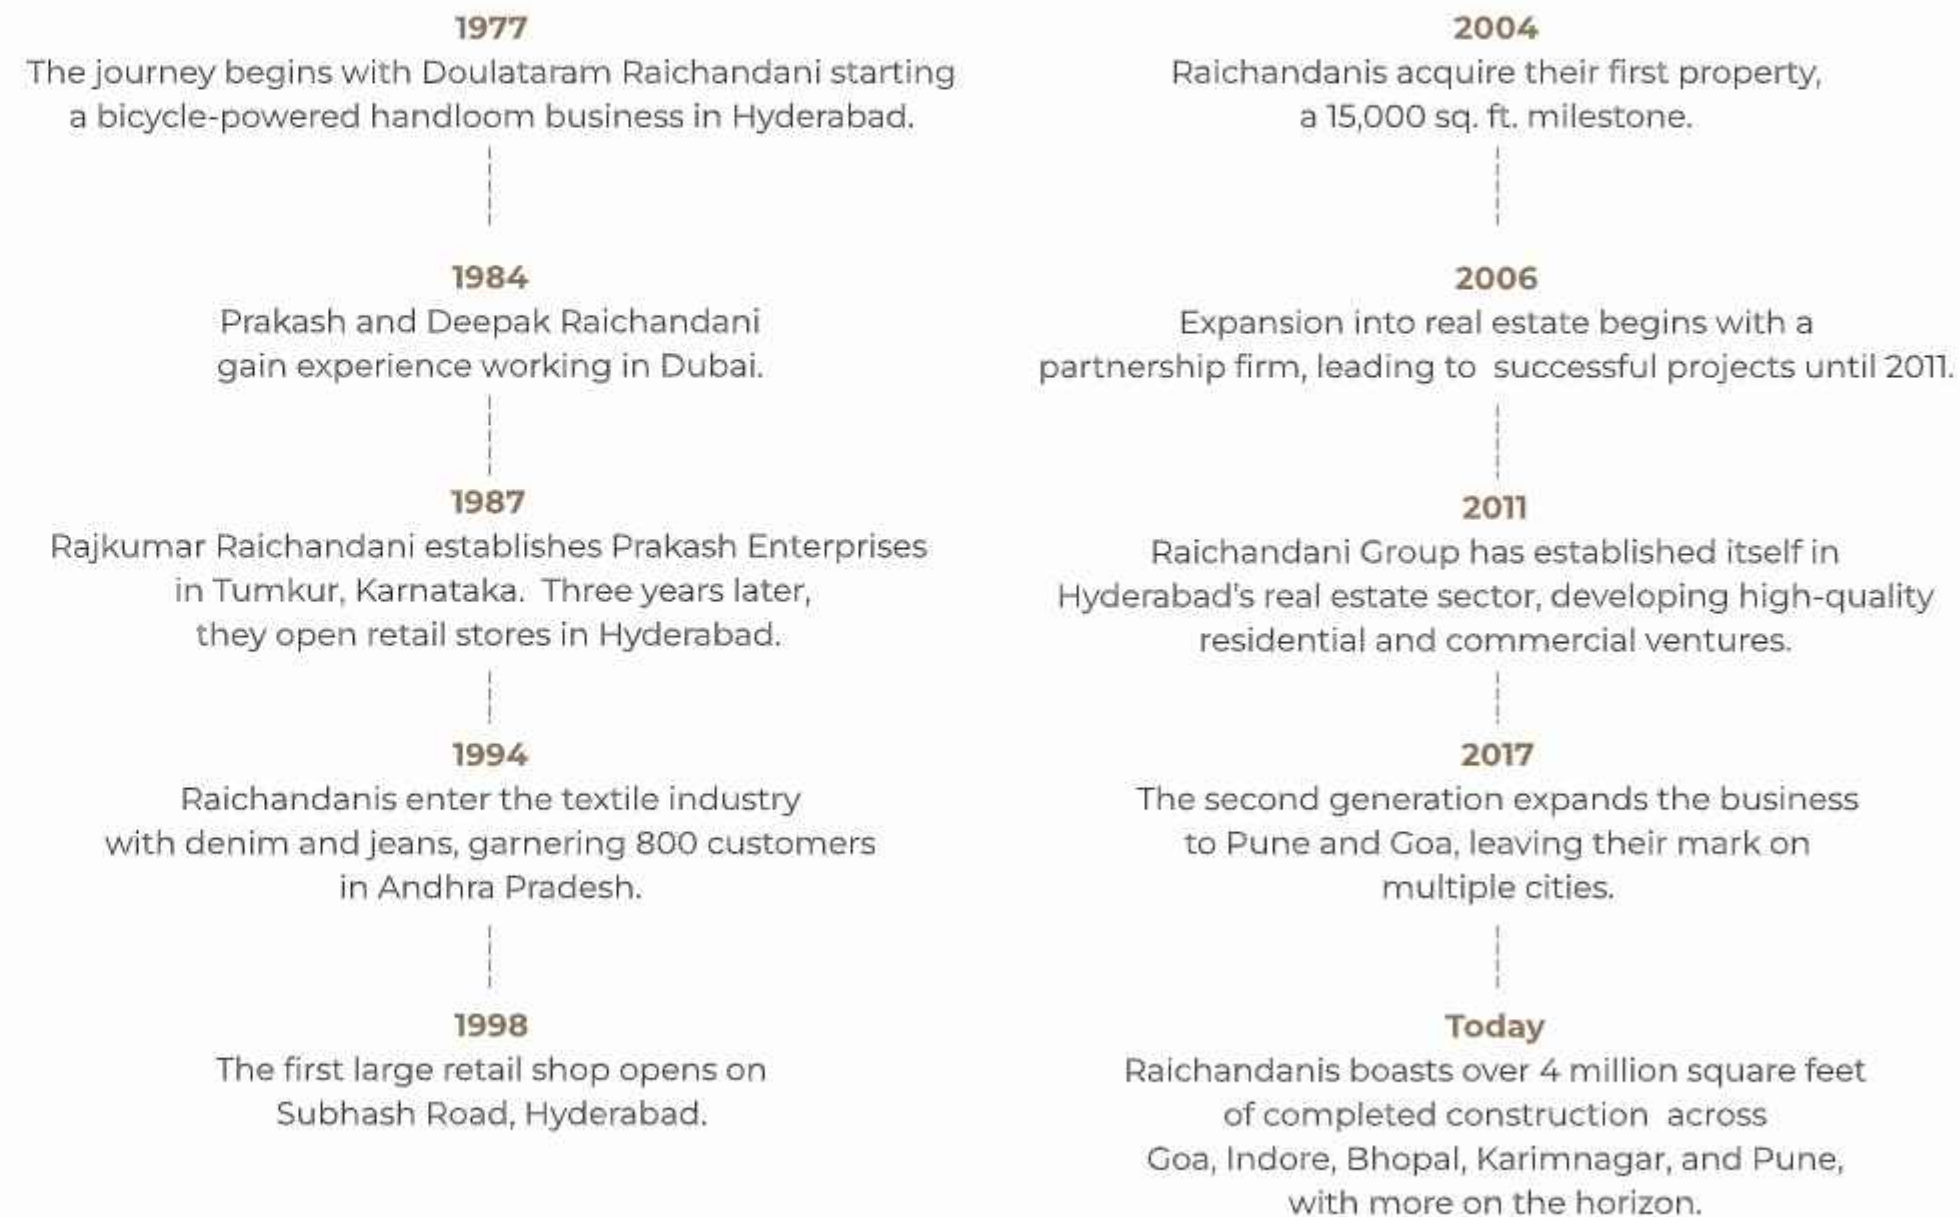 1977
The journey begins with Doulataram Raichandani starting
a bicycle-powered handloom business in Hyderabad.
1984
Prakash and Deepak Raichandani
gain experience working in Dubai.
1987
Rajkumar Raichandani establishes Prakash Enterprises
in Tumkur, Karnataka. Three years later,
they open retail stores in Hyderabad.
1994
Raichandanis enter the textile industry
with denim and jeans, garnering 800 customers
in Andhra Pradesh.
1998
The first large retail shop opens on
Subhash Road, Hyderabad.
2004
Raichandanis acquire their first property,
a 15,000 sq. ft. milestone.
2006
Expansion into real estate begins with a
partnership firm, leading to successful projects until 2011.
2011
Raichandani Group has established itself in
Hyderabad's real estate sector, developing high-quality
residential and commercial ventures.
2017
The second generation expands the business
to Pune and Goa, leaving their mark on
multiple cities.
Today
Raichandanis boasts over 4 million square feet
of completed construction across
Goa, Indore, Bhopal, Karimnagar, and Pune,
with more on the horizon.